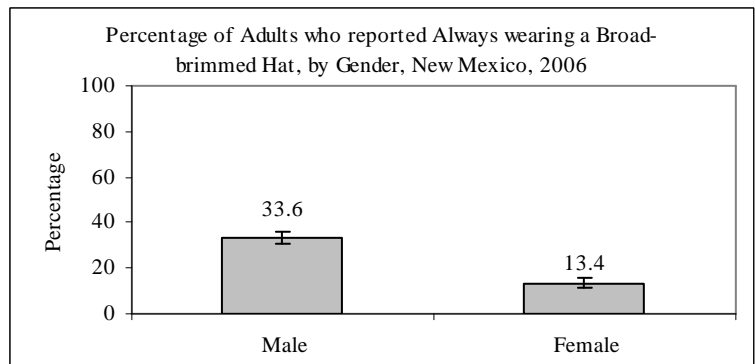 Percentage of Adults who reported Always wearing a Broad-
brimmed Hat, by Gender, New Mexico, 2006
100
80
60
40
20
0
Percentage
33.6
13.4
Male
Female